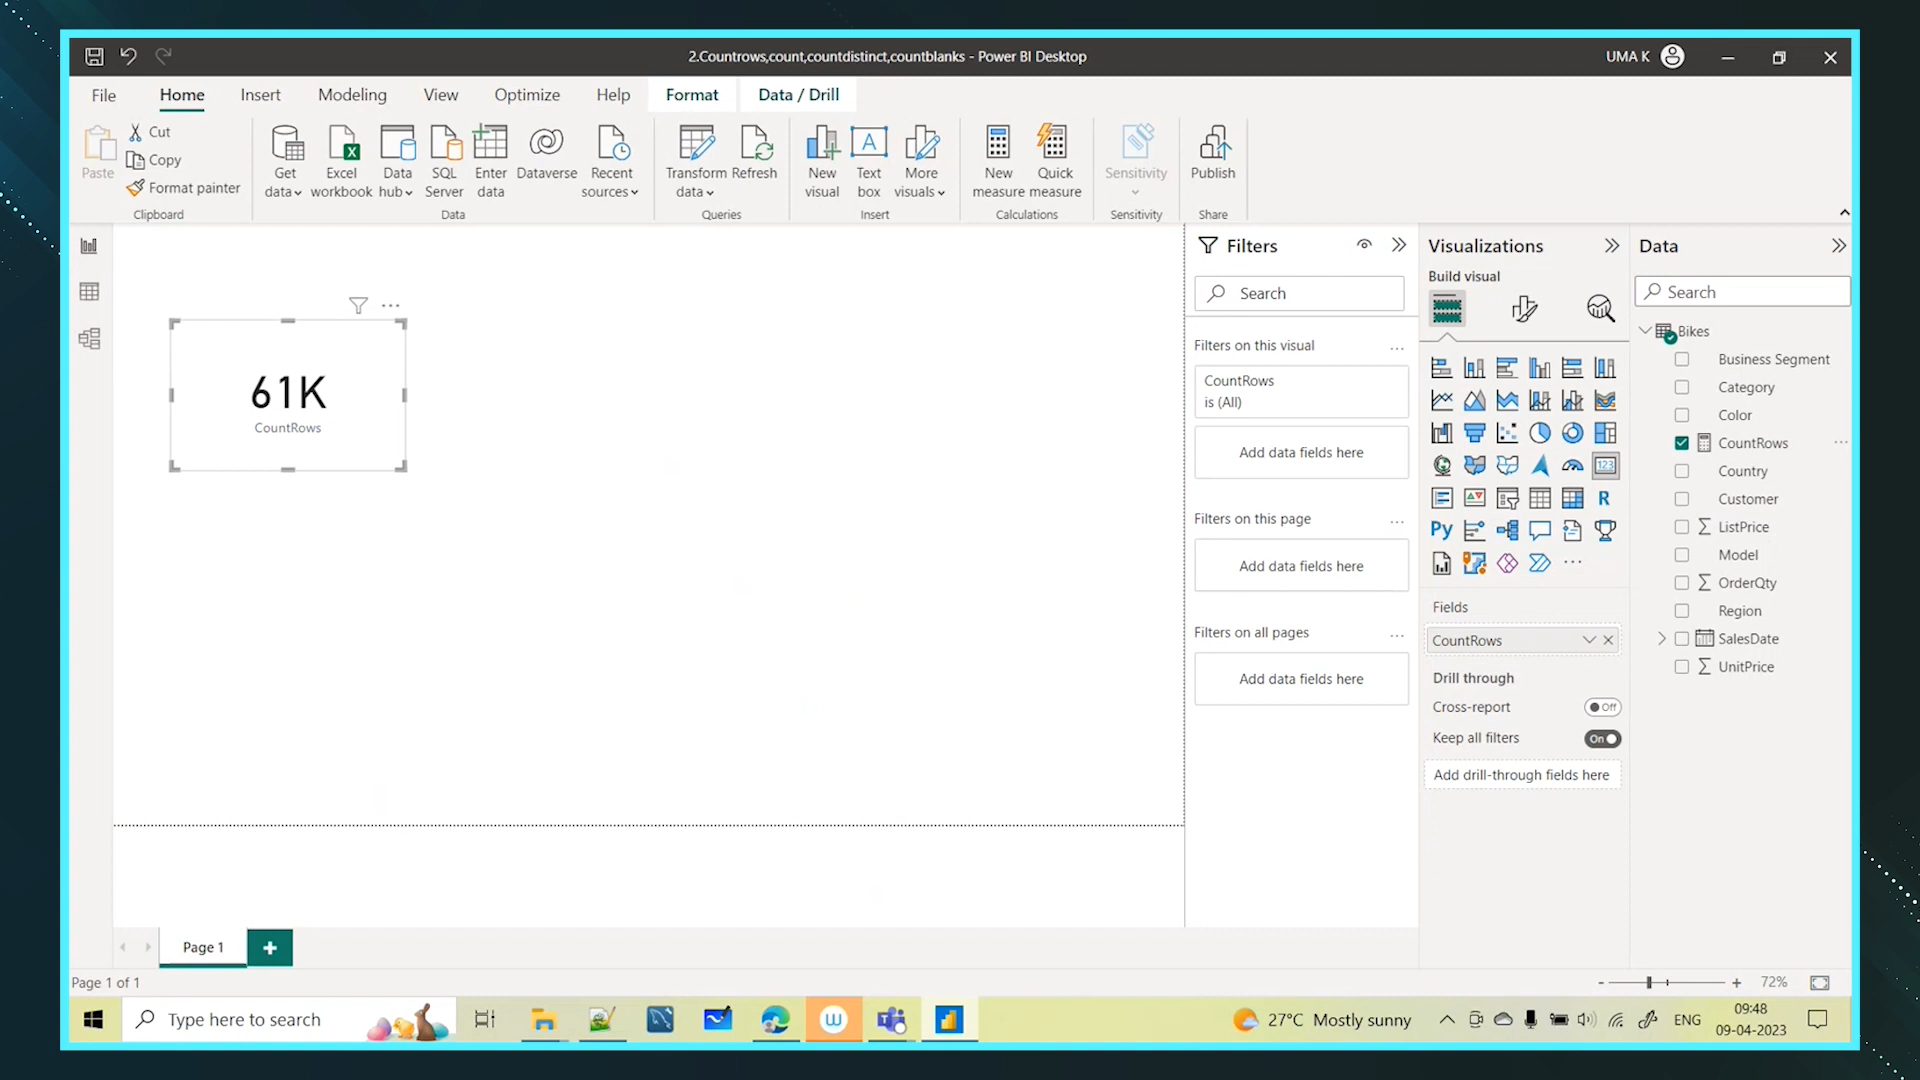 2.Countrows,count,countdistinct,countblanks - Power BI Desktop
UMA K
File Home Insert Modeling View Optimize Help Format Data / Drill
Paste
Cut
Copy
Format painter
Clipboard
Get data
Excel workbook
Data hub
SQL Server
Enter data
Dataverse
Recent sources
Data
Transform data
Refresh
Queries
New visual
Text box
More visuals
Insert
New measure
Quick measure
Calculations
Sensitivity
Sensitivity
Publish
Share
61K
CountRows
Filters
Search
Filters on this visual
CountRows
is (All)
Add data fields here
Filters on this page
Add data fields here
Filters on all pages
Add data fields here
Visualizations
Build visual
123
R
Py
Fields
CountRows
Drill through
Cross-report
Off
Keep all filters
On
Add drill-through fields here
Data
Search
Bikes
Business Segment
Category
Color
CountRows
Country
Customer
ListPrice
Model
OrderQty
Region
SalesDate
UnitPrice
Page 1
Page 1 of 1
72%
Type here to search
27°C Mostly sunny
ENG
09:48
09-04-2023